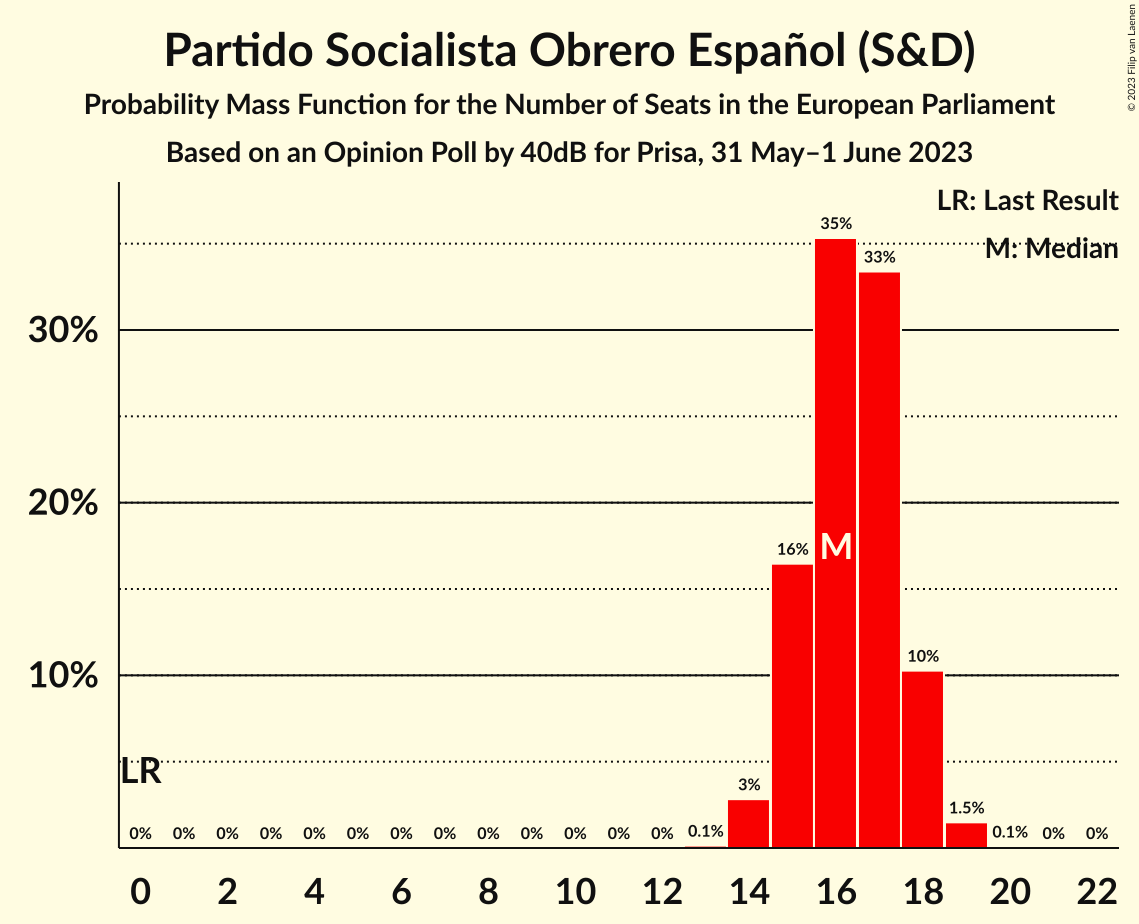 Partido Socialista Obrero Español (S&D)
Probability Mass Function for the Number of Seats in the European Parliament
Based on an Opinion Poll by 40dB for Prisa, 31 May–1 June 2023
© 2023 Filip van Laenen
LR: Last Result
M: Median
35%
33%
30%
20%
16%
M
10%
10%
LR
3%
1.5%
0% 0% 0% 0% 0% 0% 0% 0% 0% 0% 0% 0% 0% 0.1% 0.1% 0% 0%
0 2 4 6 8 10 12 14 16 18 20 22